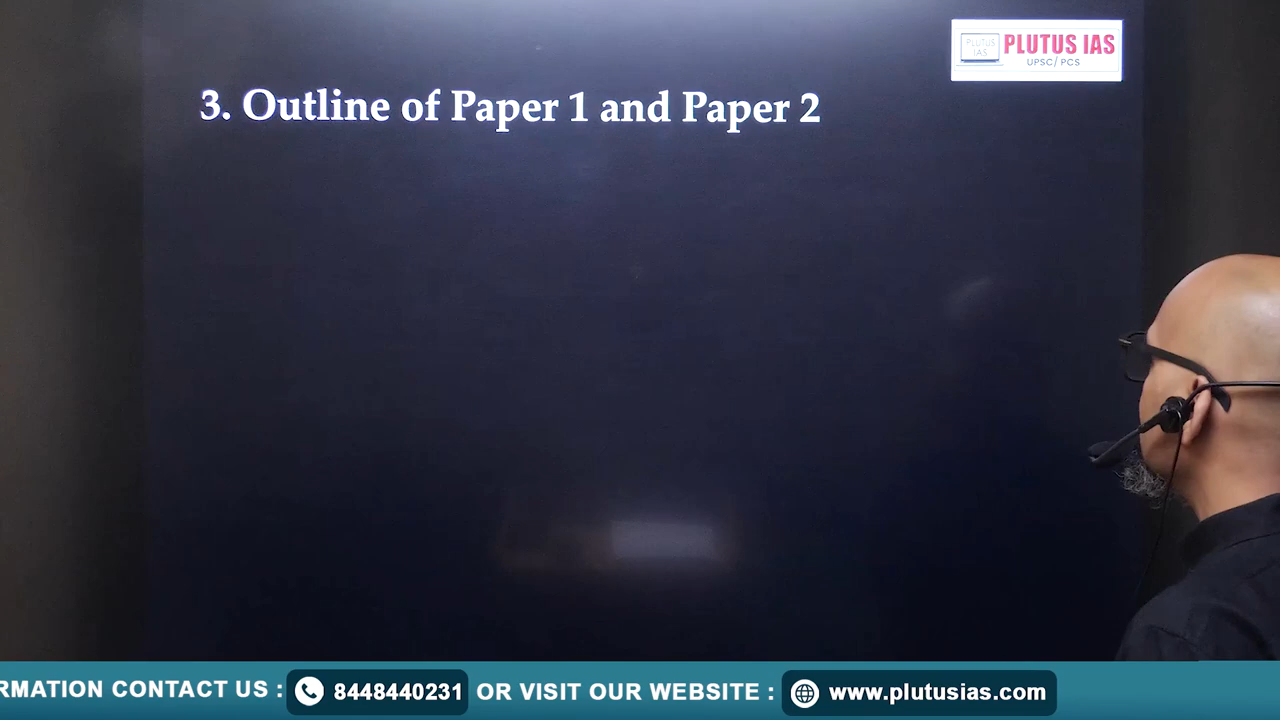 PLUTUS
IAS
PLUTUS IAS
UPSC/ PCS
3. Outline of Paper 1 and Paper 2
RMATION CONTACT US : 8448440231 OR VISIT OUR WEBSITE : www.plutusias.com